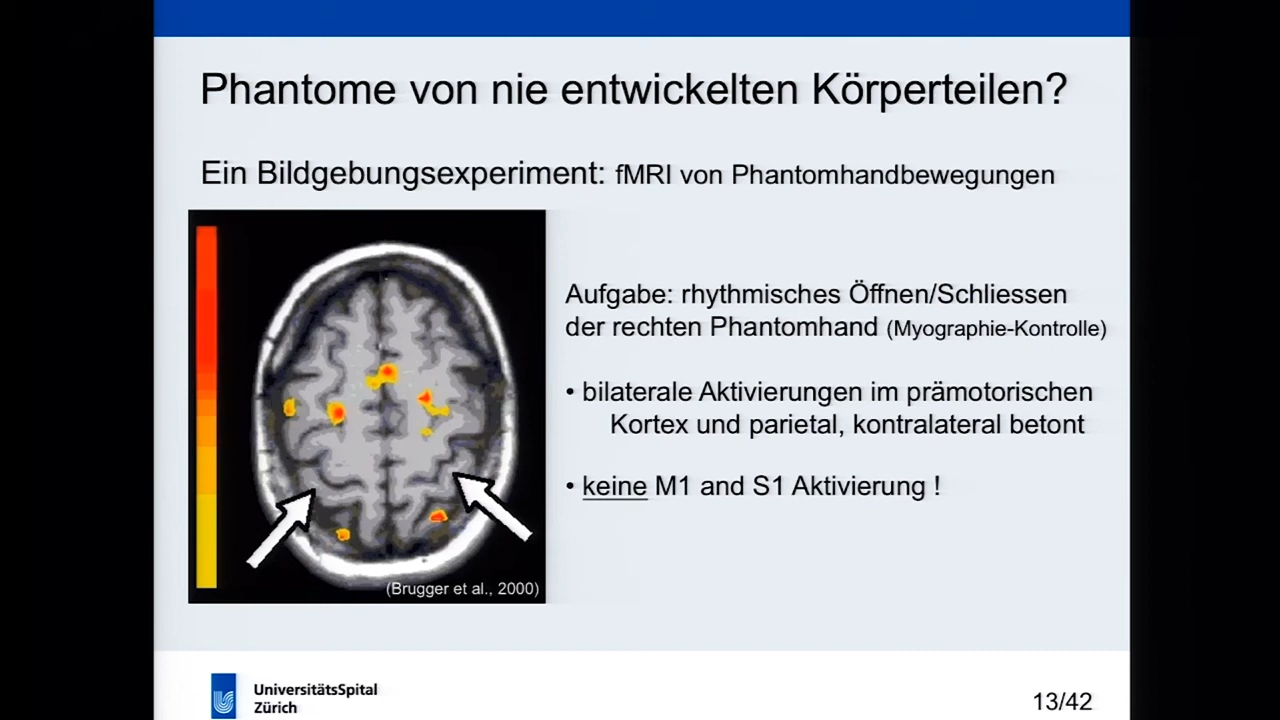 Phantome von nie entwickelten Körperteilen?
Ein Bildgebungsexperiment: fMRI von Phantomhandbewegungen
Aufgabe: rhythmisches Öffnen/Schliessen
der rechten Phantomhand (Myographie-Kontrolle)
• bilaterale Aktivierungen im prämotorischen
Kortex und parietal, kontralateral betont
• keine M1 and S1 Aktivierung !
(Brugger et al., 2000)
UniversitätsSpital
Zürich
13/42